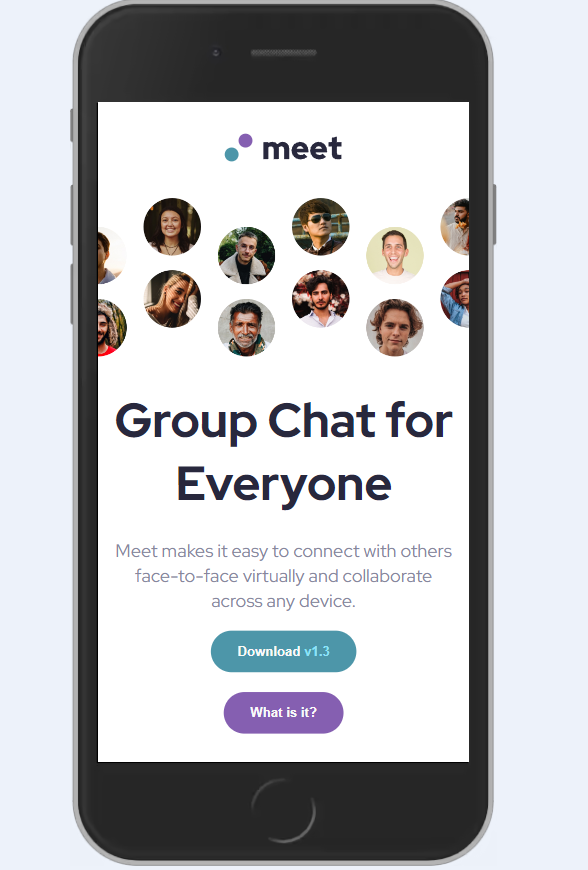 meet
Group Chat for
Everyone
Meet makes it easy to connect with others
face-to-face virtually and collaborate
across any device.
Download v1.3
What is it?